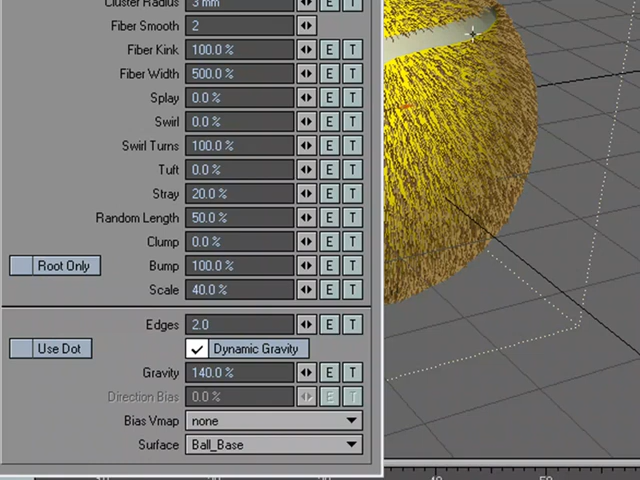 Cluster Radius 3 mm
Fiber Smooth 2
Fiber Kink 100.0 % E T
Fiber Width 500.0 % E T
Splay 0.0 % E T
Swirl 0.0 % E T
Swirl Turns 100.0 % E T
Tuft 0.0 % E T
Stray 20.0 % E T
Random Length 50.0 % E T
Clump 0.0 % E T
Root Only Bump 100.0 % E T
Scale 40.0 % E T
Edges 2.0 E T
Use Dot Dynamic Gravity
Gravity 140.0 % E T
Direction Bias 0.0 % E T
Bias Vmap none
Surface Ball_Base